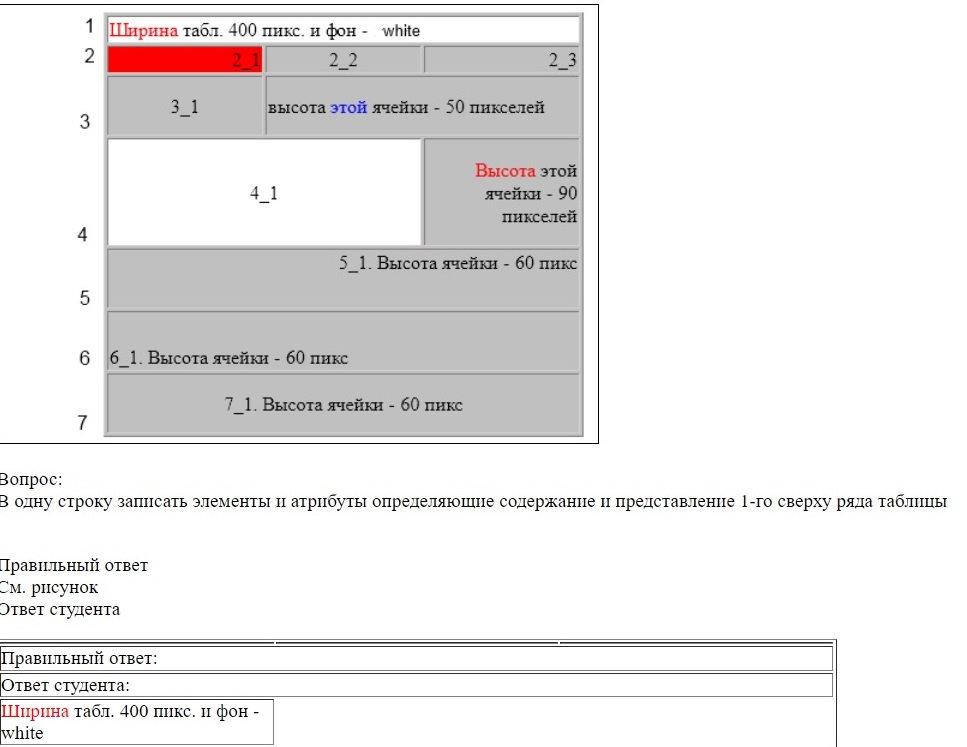 1 Ширина табл. 400 пикс. и фон - white
2 2_1 2_2 2_3
3 3_1 высота этой ячейки - 50 пикселей
4 4_1 Высота этой
ячейки - 90
пикселей
5 5_1. Высота ячейки - 60 пикс
6 6_1. Высота ячейки - 60 пикс
7 7_1. Высота ячейки - 60 пикс
Вопрос:
В одну строку записать элементы и атрибуты определяющие содержание и представление 1-го сверху ряда таблицы
Правильный ответ
См. рисунок
Ответ студента
Правильный ответ:
Ответ студента:
Ширина табл. 400 пикс. и фон -
white